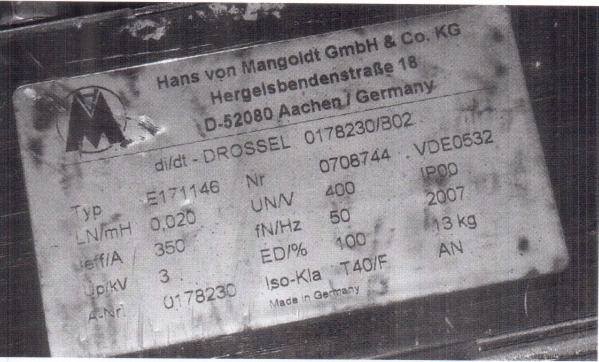 M
Hans von Mangoldt GmbH & Co. KG
Hergelsbendenstraße 18
D-52080 Aachen / Germany
di/dt - DROSSEL 0178230/B02
Typ E171146 Nr 0708744 VDE0532
LN/mH 0,020 UN/V 400 IP00
Ieff/A 350 fN/Hz 50 2007
Up/kV 3 ED/% 100 13 kg
A-Nr. 0178230 Iso-Kla T40/F AN
Made in Germany